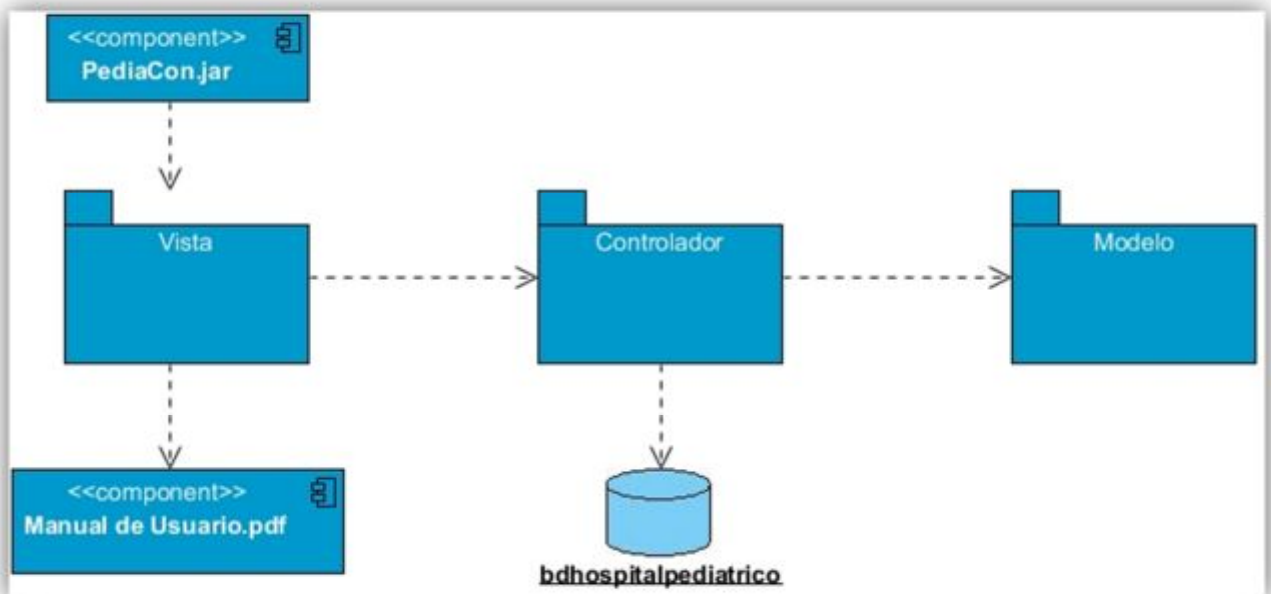 <<component>>
PediaCon.jar
Vista
Controlador
Modelo
<<component>>
Manual de Usuario.pdf
bdhospitalpediatrico